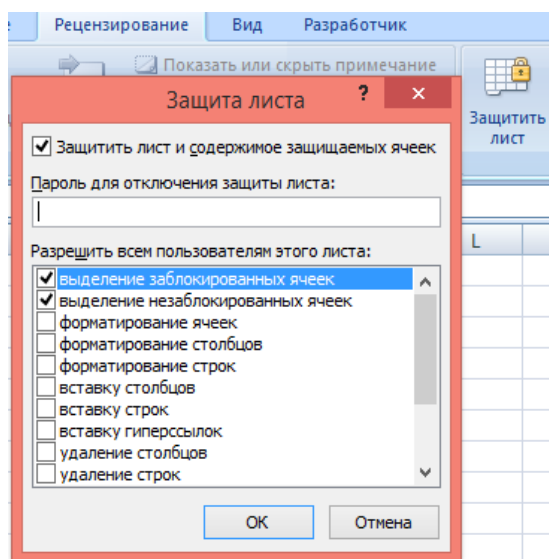 Рецензирование Вид Разработчик
Показать или скрыть примечание
Защитить
лист
Защита листа ? ×
Защитить лист и содержимое защищаемых ячеек
Пароль для отключения защиты листа:
Разрешить всем пользователям этого листа:
выделение заблокированных ячеек
выделение незаблокированных ячеек
форматирование ячеек
форматирование столбцов
форматирование строк
вставку столбцов
вставку строк
вставку гиперссылок
удаление столбцов
удаление строк
ОК Отмена
L